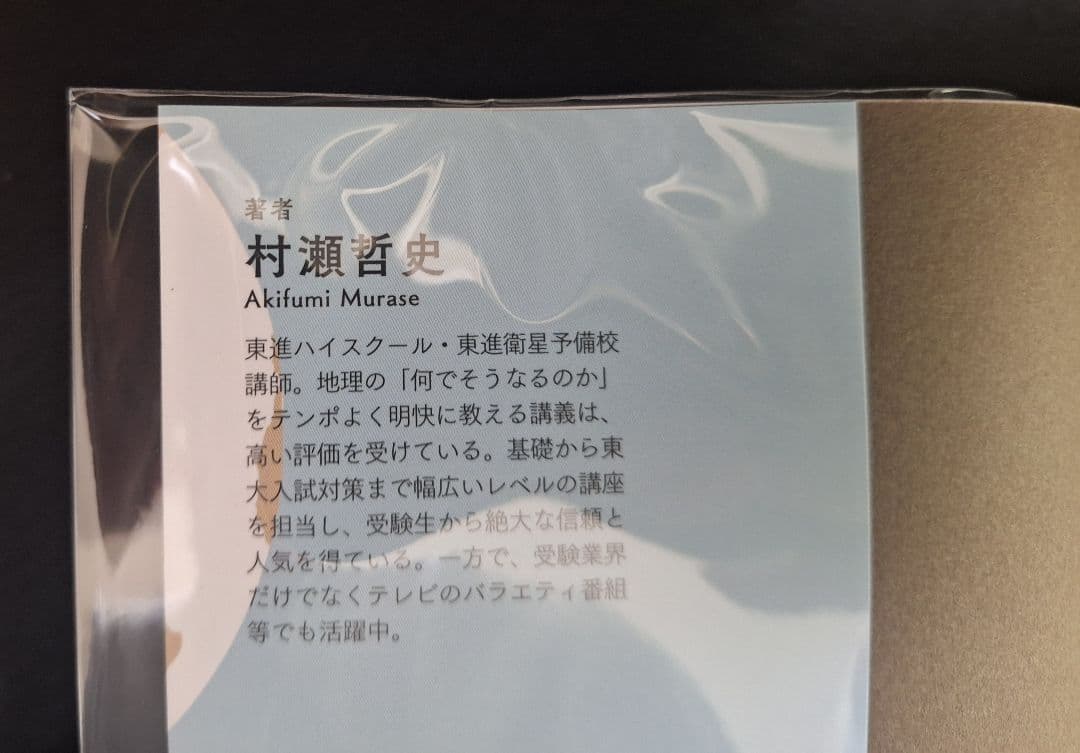 著者
村瀬哲史
Akifumi Murase
東進ハイスクール・東進衛星予備校
講師。地理の「何でそうなるのか」
をテンポよく明快に教える講義は、
高い評価を受けている。基礎から東
大入試対策まで幅広いレベルの講座
を担当し、受験生から絶大な信頼と
人気を得ている。一方で、受験業界
だけでなくテレビのバラエティ番組
等でも活躍中。